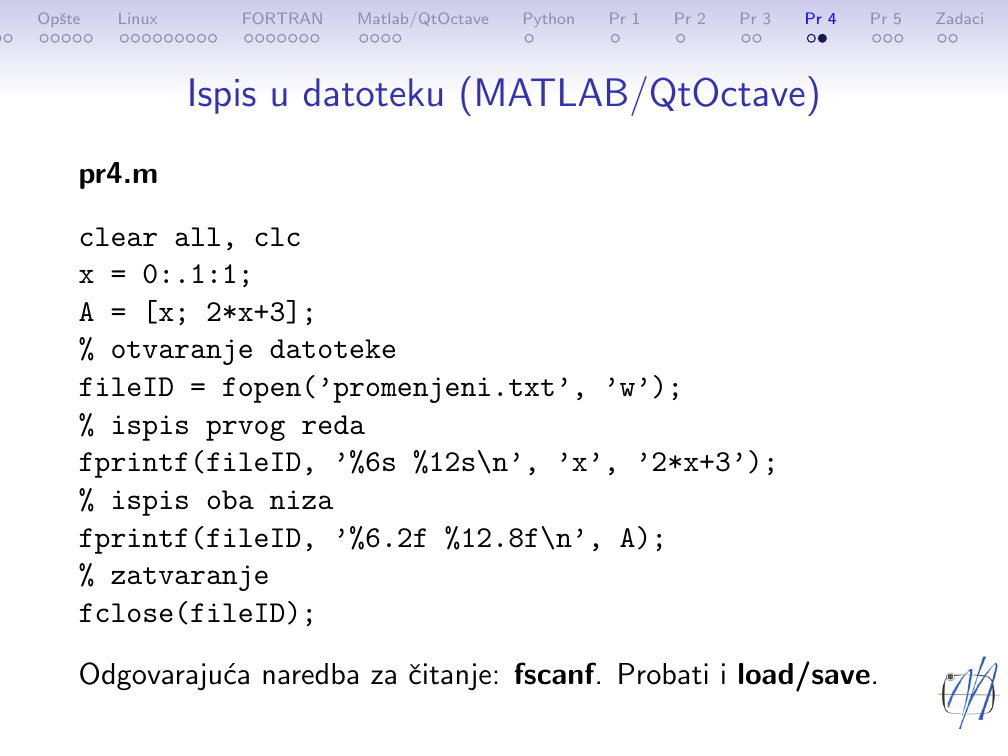 Opšte Linux FORTRAN Matlab/QtOctave Python Pr 1 Pr 2 Pr 3 Pr 4 Pr 5 Zadaci
Ispis u datoteku (MATLAB/QtOctave)
pr4.m
clear all, clc
x = 0:.1:1;
A = [x; 2*x+3];
% otvaranje datoteke
fileID = fopen('promenjeni.txt', 'w');
% ispis prvog reda
fprintf(fileID, '%6s %12s\n', 'x', '2*x+3');
% ispis oba niza
fprintf(fileID, '%6.2f %12.8f\n', A);
% zatvaranje
fclose(fileID);
Odgovarajuća naredba za čitanje: fscanf. Probati i load/save.